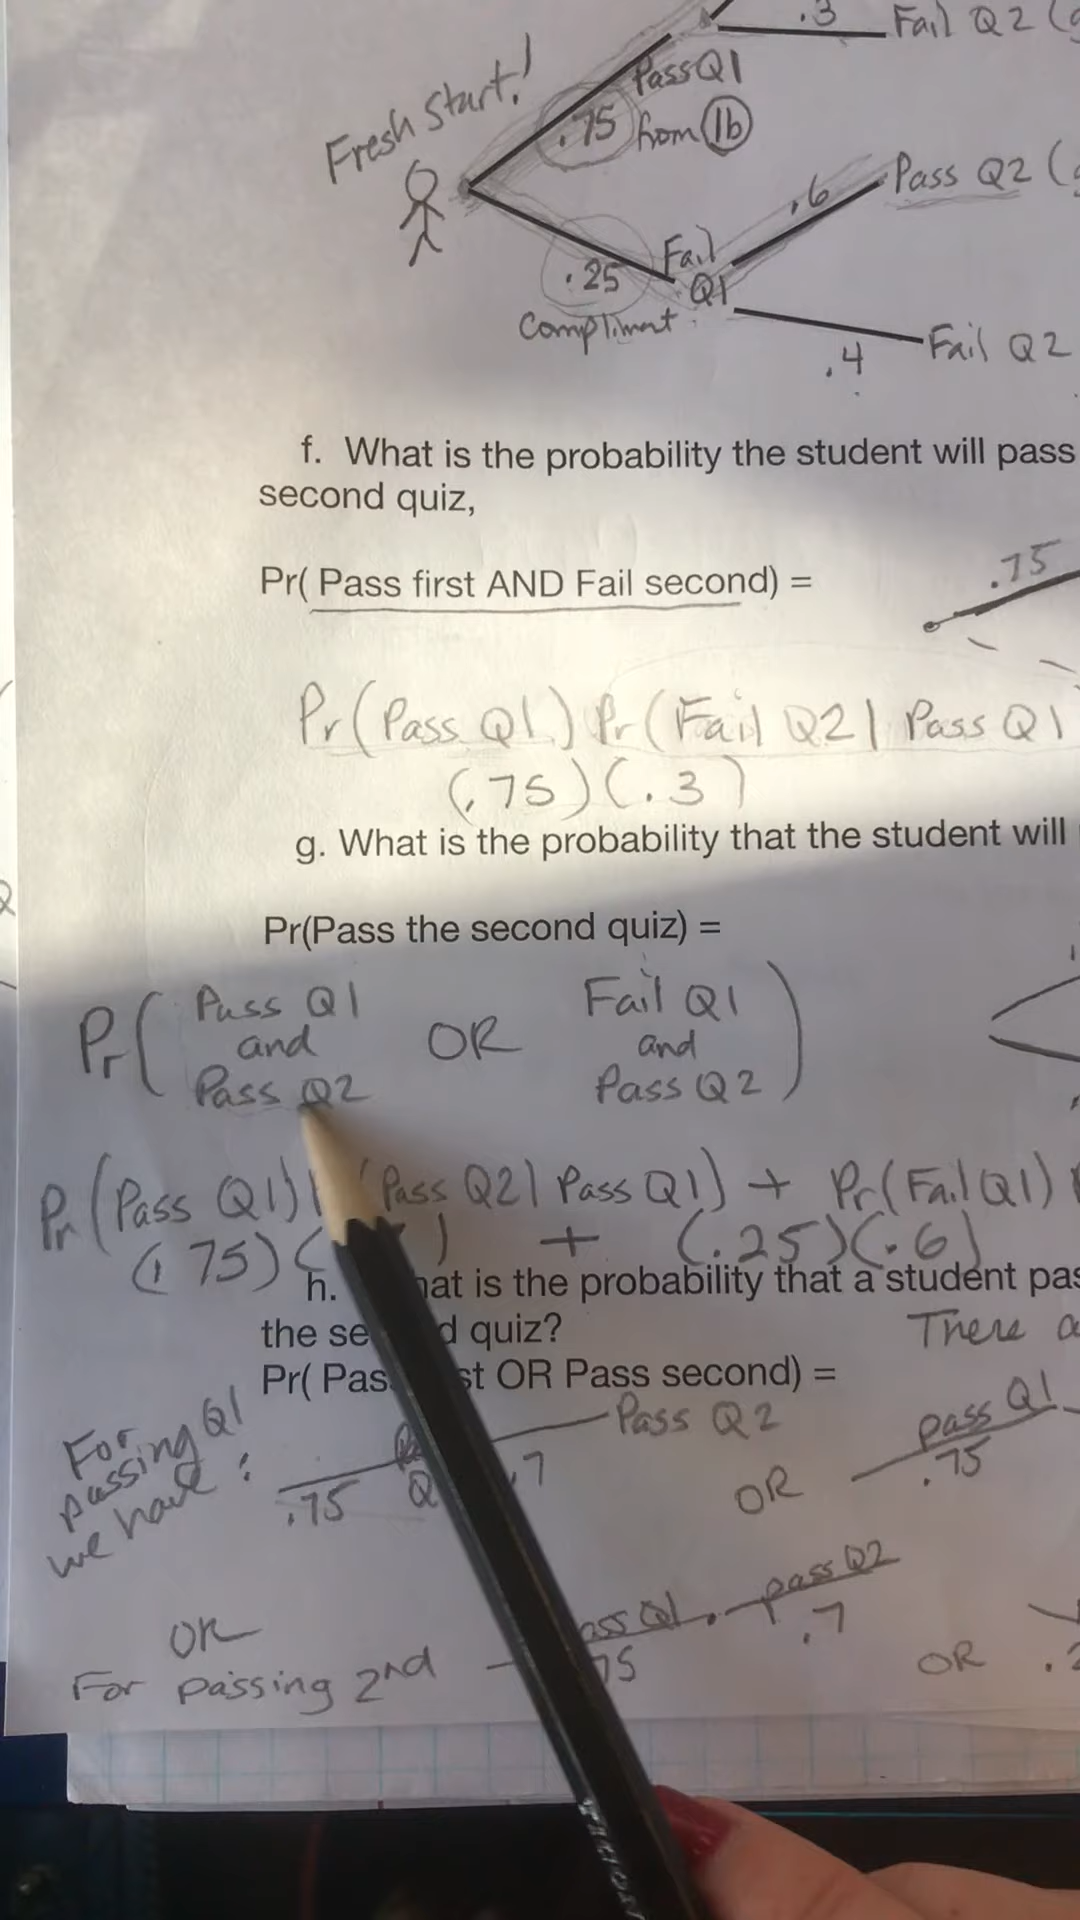 .3 Fail Q2
Fresh Start!
Pass Q1
.75 from 1b
.6 Pass Q2
Fail
.25 Q1
Compliment
.4 Fail Q2
f. What is the probability the student will pass
second quiz,
.75
Pr( Pass first AND Fail second) =
Pr(Pass Q1) Pr(Fail Q2 | Pass Q1
(.75)(.3)
g. What is the probability that the student will
Pr(Pass the second quiz) =
Pass Q1 Fail Q1
Pr( and OR and )
Pass Q2 Pass Q2
Pr(Pass Q1) (Pass Q2 | Pass Q1) + Pr(Fail Q1)
(.75)( ) + (.25)(.6)
h. hat is the probability that a student pas
the se d quiz?
There
Pr( Pas st OR Pass second) =
For passing Q1 we have :
.75 Q .7 Pass Q2
OR
pass Q1
.75
OR
For passing 2nd
ass Q1 . pass Q2
75 .7
OR